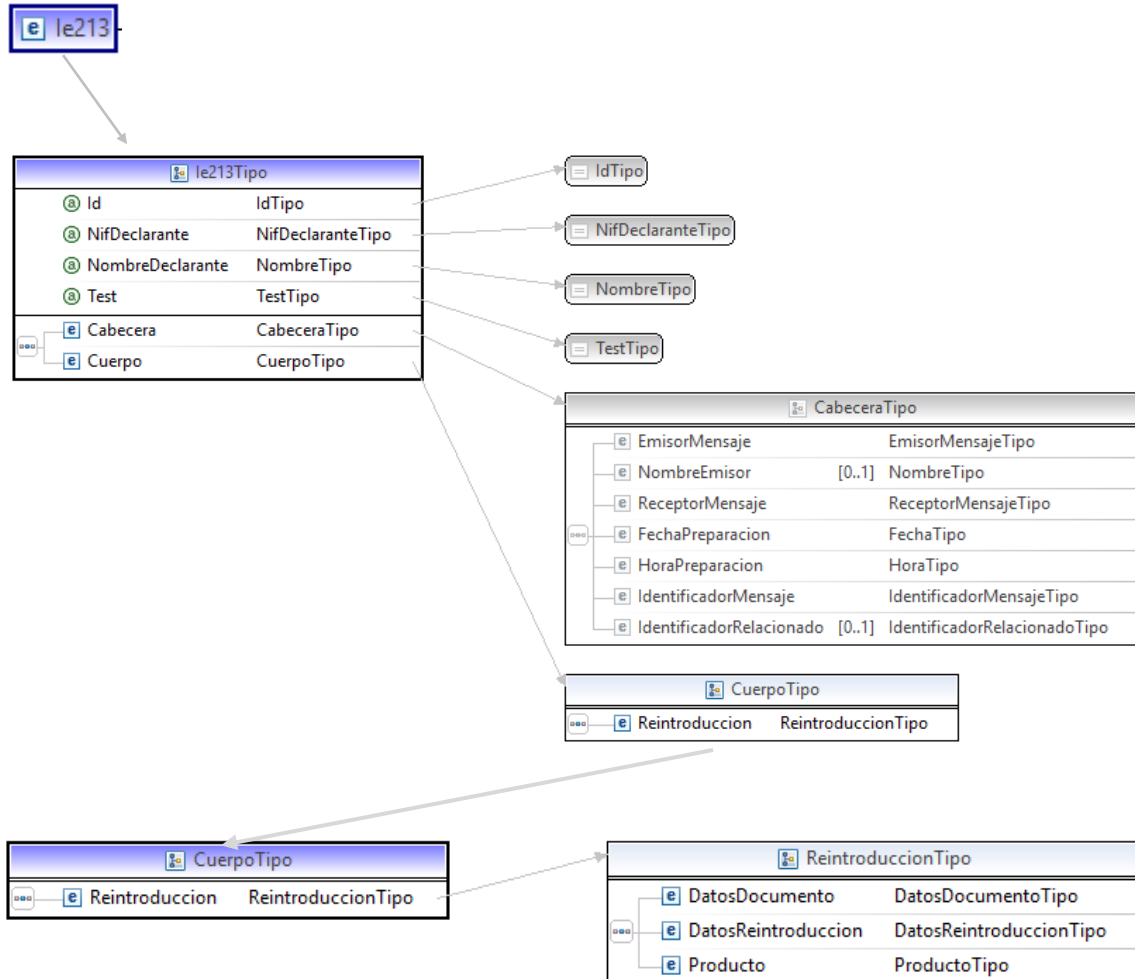 e Ie213
Ie213Tipo
a Id IdTipo
a NifDeclarante NifDeclaranteTipo
a NombreDeclarante NombreTipo
a Test TestTipo
e Cabecera CabeceraTipo
e Cuerpo CuerpoTipo
IdTipo
NifDeclaranteTipo
NombreTipo
TestTipo
CabeceraTipo
e EmisorMensaje EmisorMensajeTipo
e NombreEmisor [0..1] NombreTipo
e ReceptorMensaje ReceptorMensajeTipo
e FechaPreparacion FechaTipo
e HoraPreparacion HoraTipo
e IdentificadorMensaje IdentificadorMensajeTipo
e IdentificadorRelacionado [0..1] IdentificadorRelacionadoTipo
CuerpoTipo
e Reintroduccion ReintroduccionTipo
CuerpoTipo
e Reintroduccion ReintroduccionTipo
ReintroduccionTipo
e DatosDocumento DatosDocumentoTipo
e DatosReintroduccion DatosReintroduccionTipo
e Producto ProductoTipo